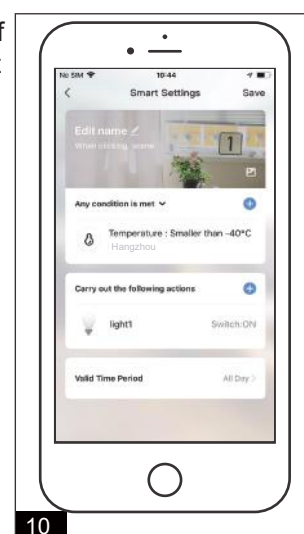 f
t
No SIM 10:44
Smart Settings Save
Edit name
When clicking, scene
1
Any condition is met
Temperature : Smaller than -40°C
Hangzhou
Carry out the following actions
light1 Switch:ON
Valid Time Period All Day
10